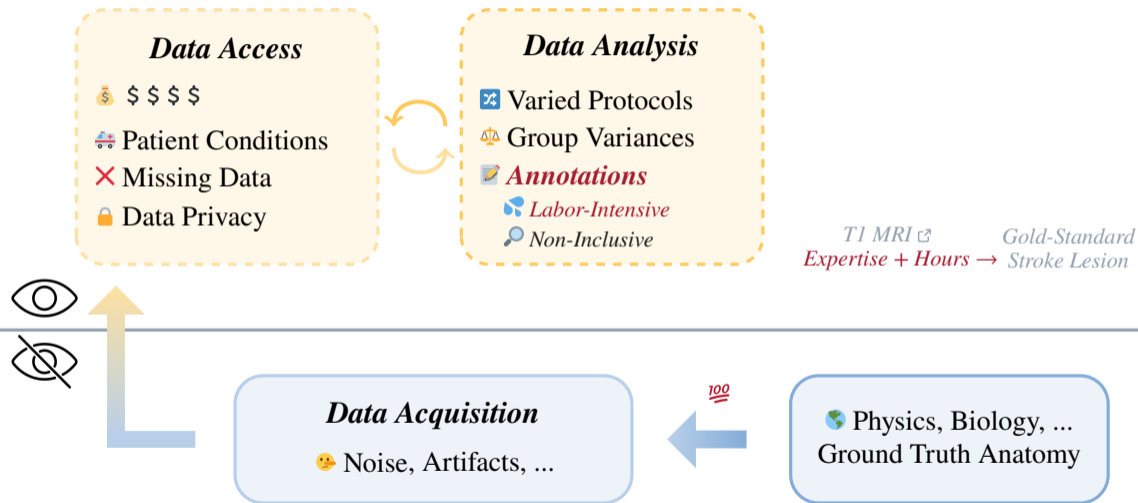 Data Access
$ $ $ $
Patient Conditions
Missing Data
Data Privacy
Data Analysis
Varied Protocols
Group Variances
Annotations
Labor-Intensive
Non-Inclusive
T1 MRI
Expertise + Hours →
Gold-Standard
Stroke Lesion
Data Acquisition
Noise, Artifacts, ...
100
Physics, Biology, ...
Ground Truth Anatomy